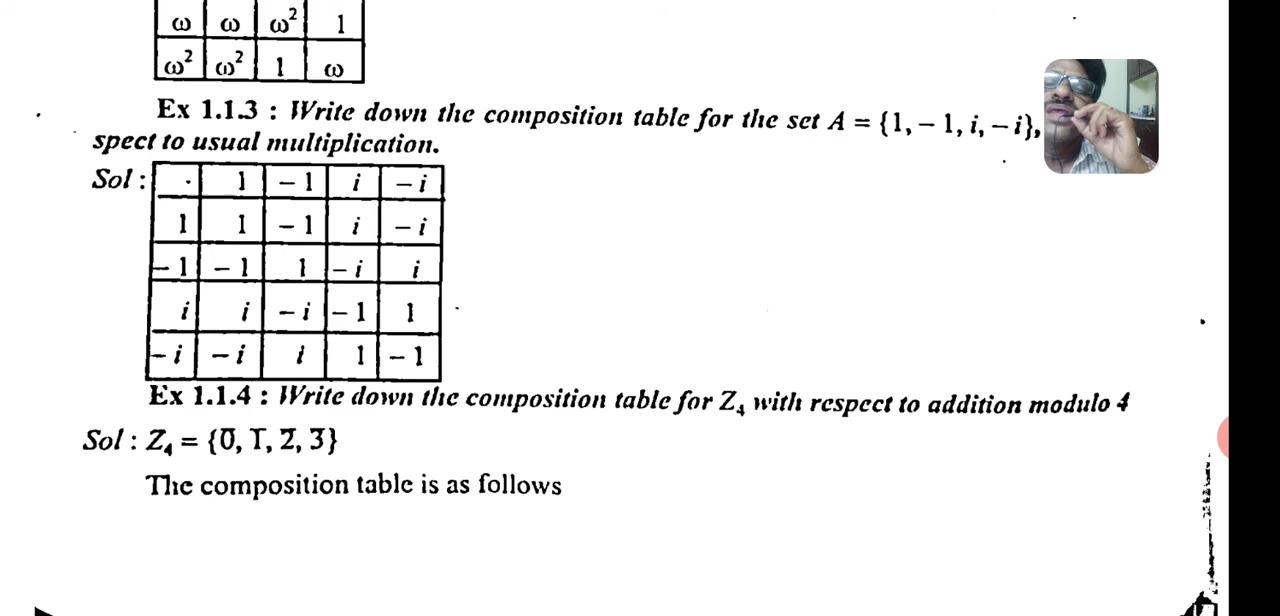 ω ω ω² 1
ω² ω² 1 ω
Ex 1.1.3 : Write down the composition table for the set A = {1, – 1, i, – i},
spect to usual multiplication.
Sol :
· 1 – 1 i – i
1 1 – 1 i – i
– 1 – 1 1 – i i
i i – i – 1 1
– i – i i 1 – 1
Ex 1.1.4 : Write down the composition table for Z₄ with respect to addition modulo 4
Sol : Z₄ = {0̅, 1̅, 2̅, 3̅}
The composition table is as follows